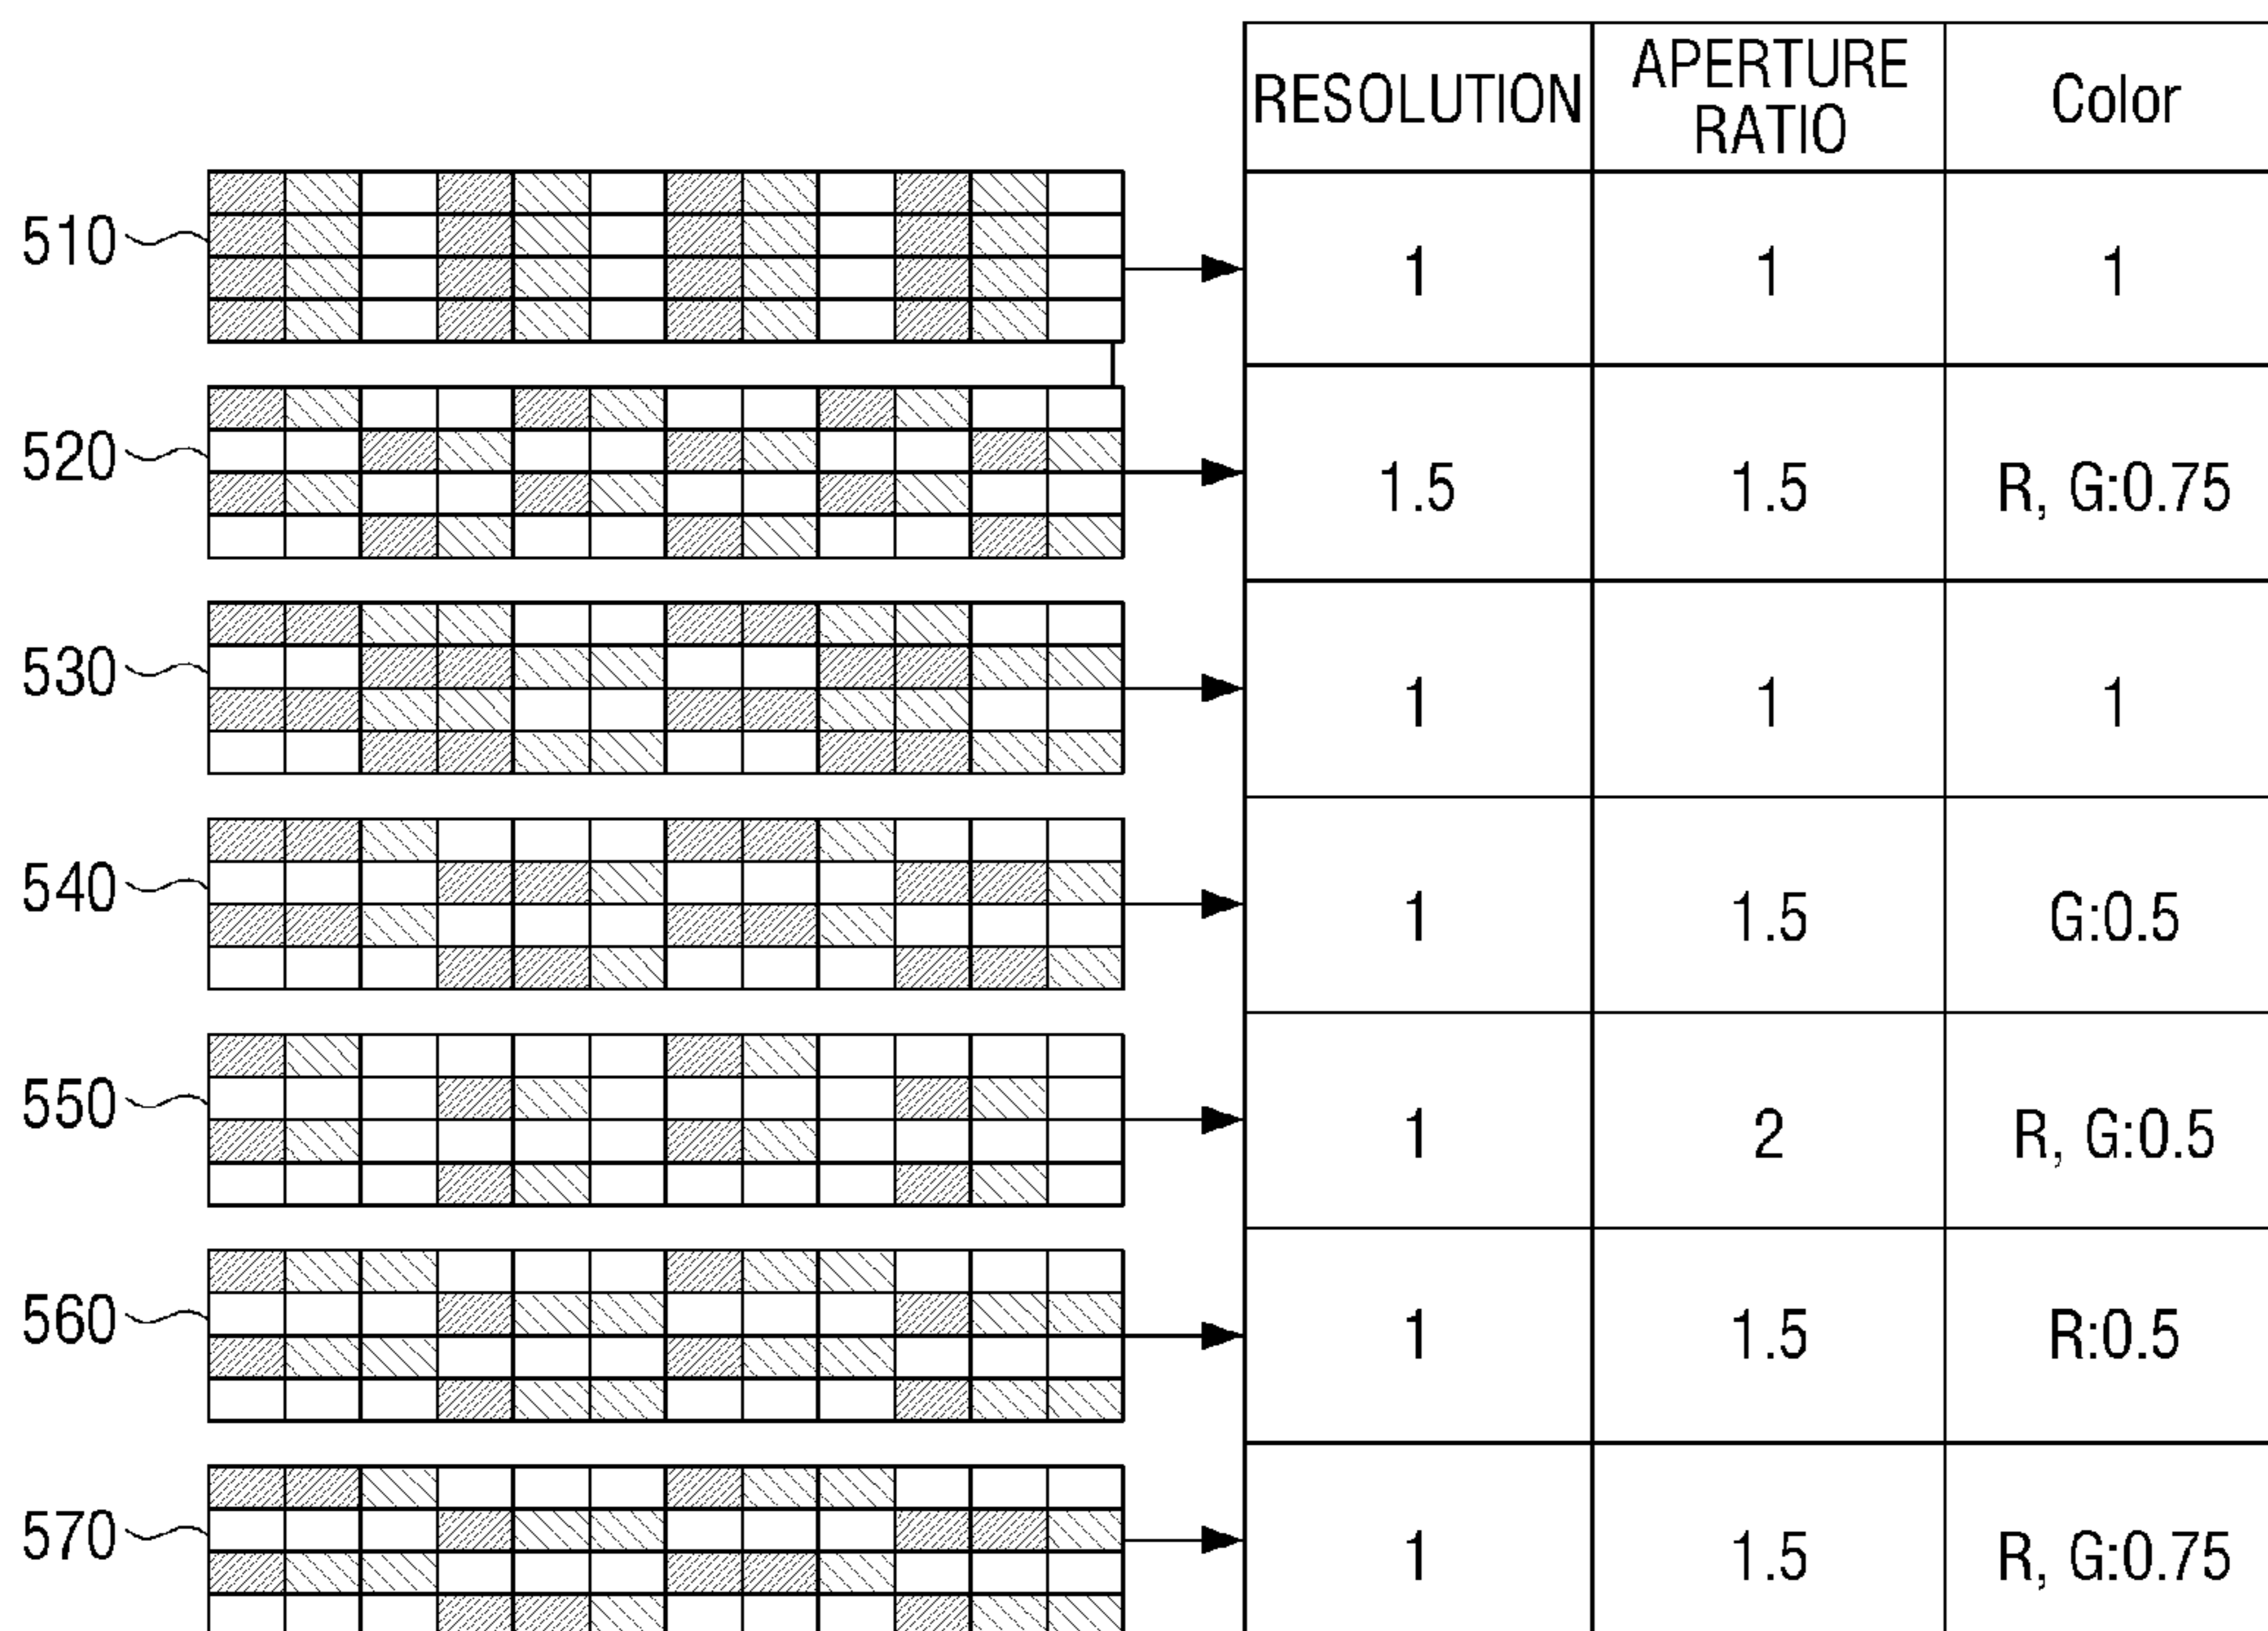 RESOLUTION APERTURE RATIO Color
510 1 1 1
520 1.5 1.5 R, G:0.75
530 1 1 1
540 1 1.5 G:0.5
550 1 2 R, G:0.5
560 1 1.5 R:0.5
570 1 1.5 R, G:0.75